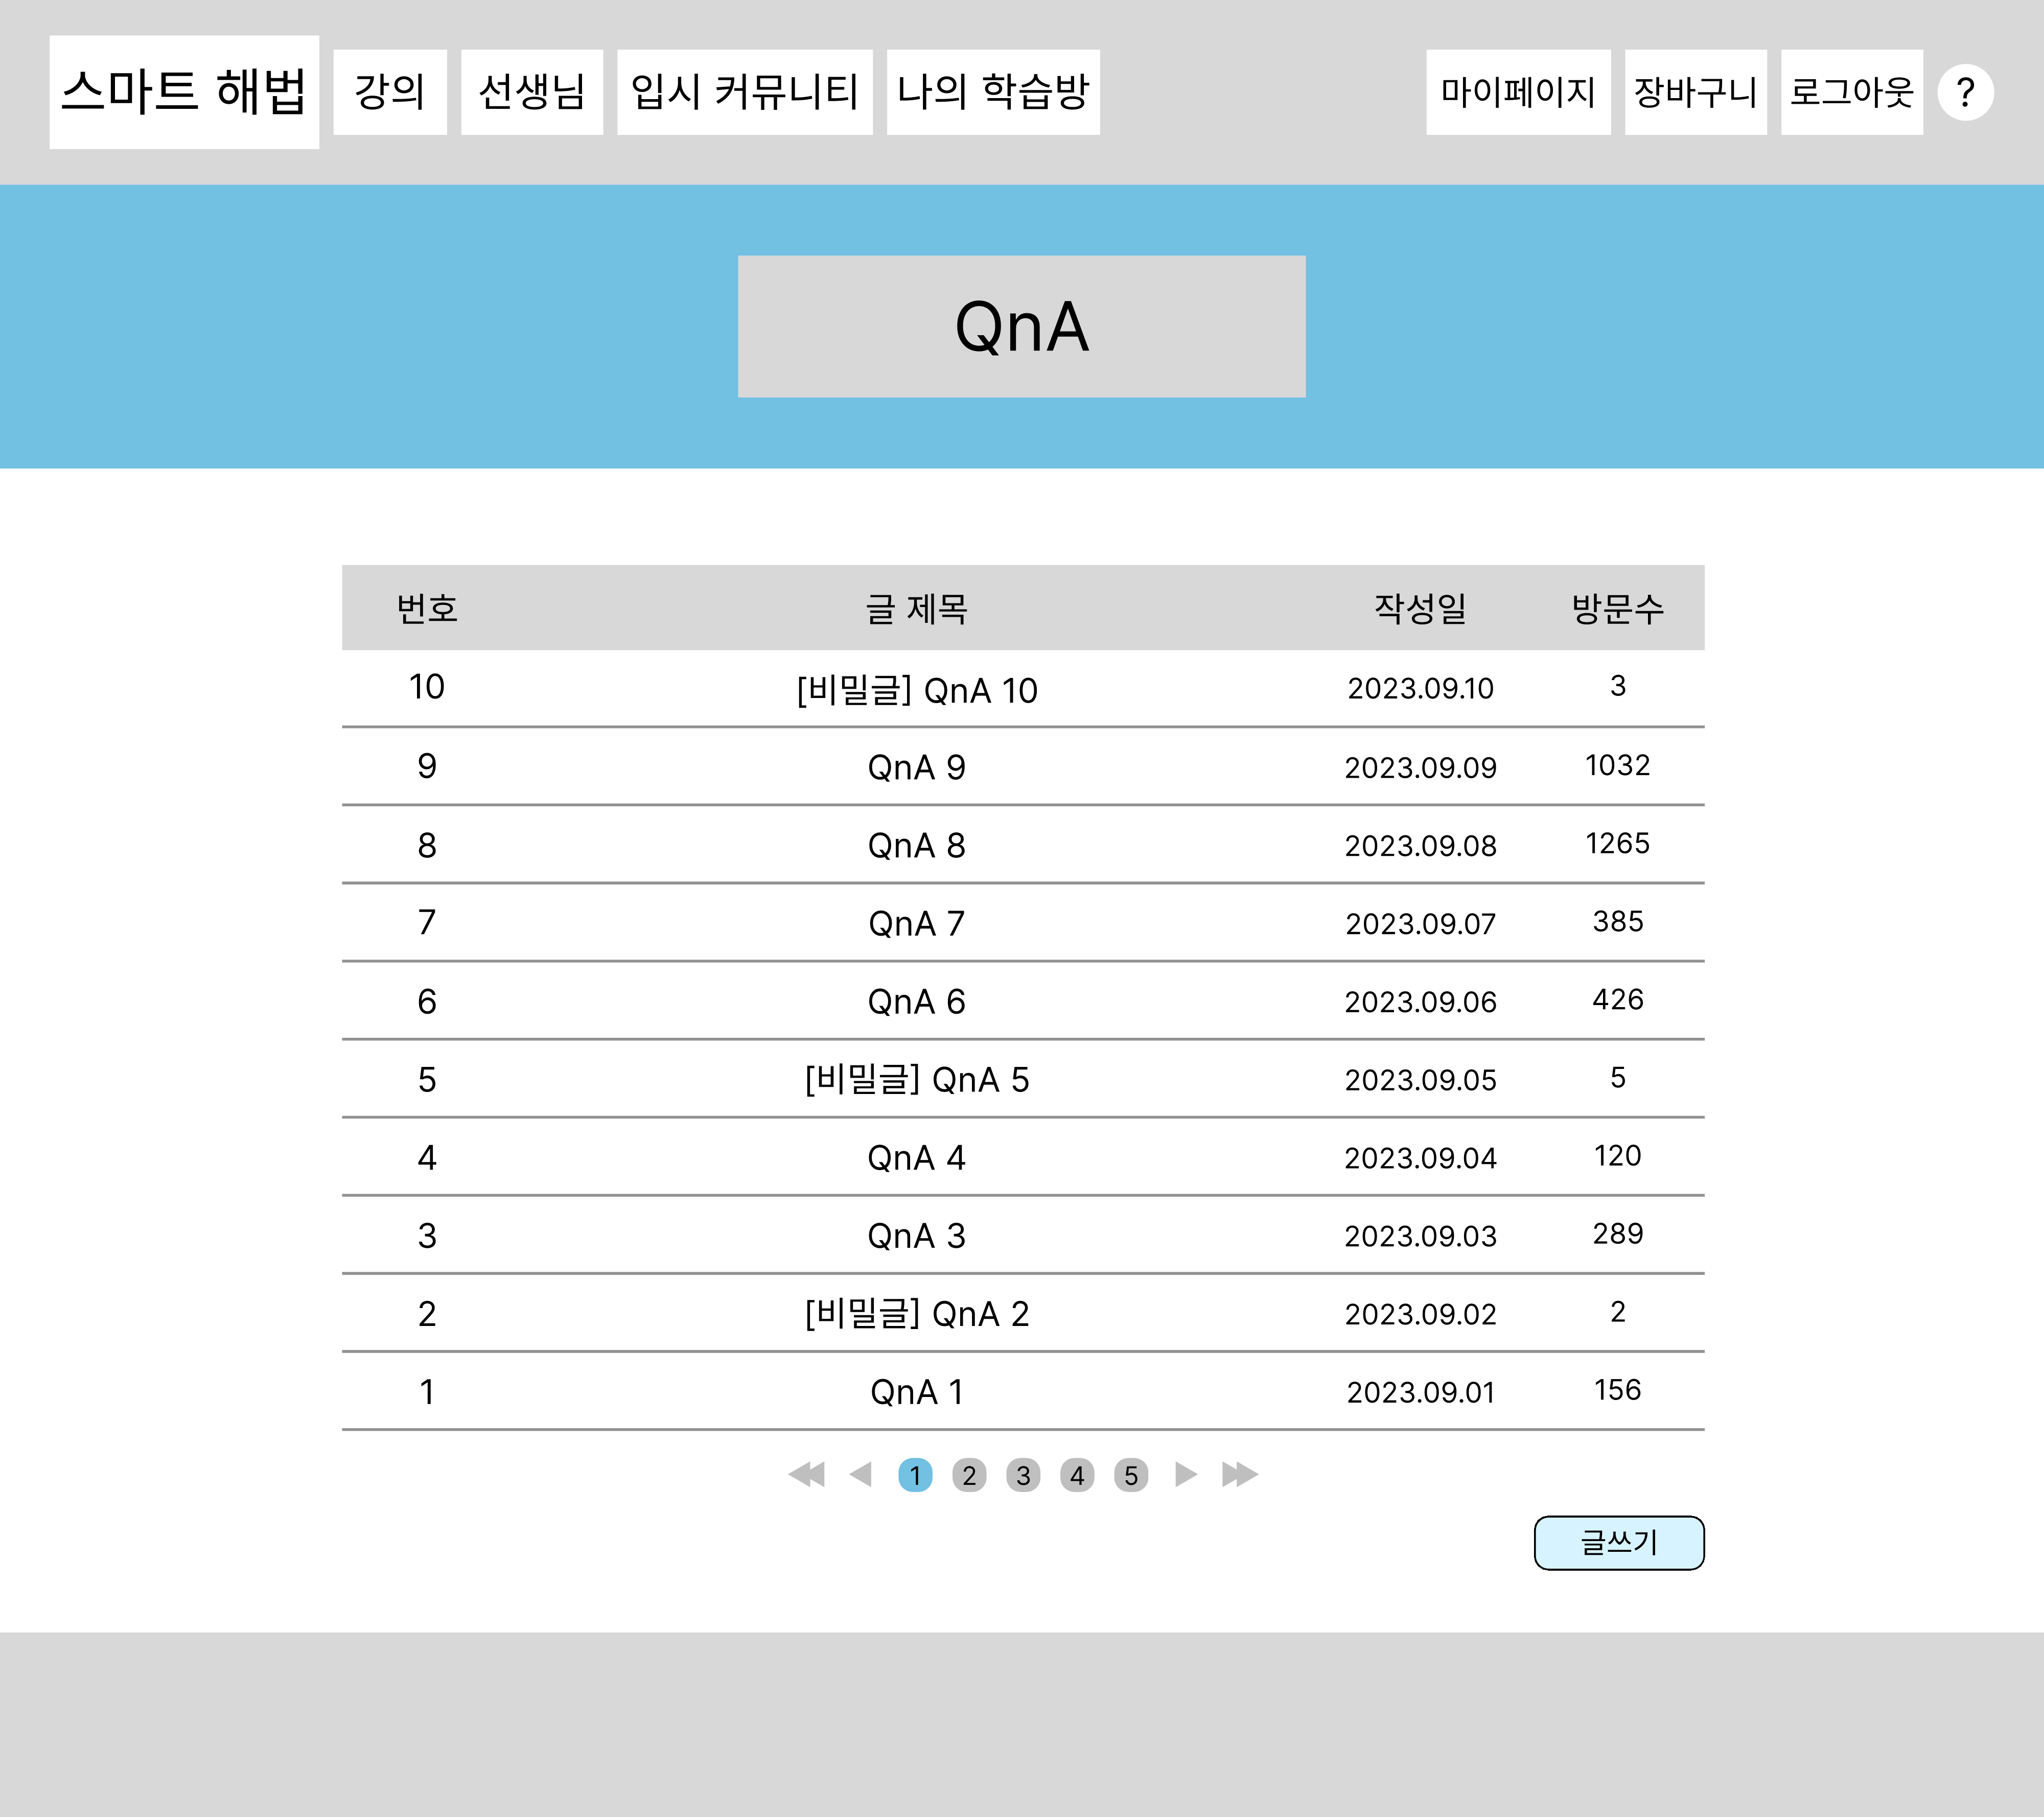 스마트 해법 강의 선생님 입시 커뮤니티 나의 학습방 마이페이지 장바구니 로그아웃 ?
QnA
번호 글 제목 작성일 방문수
10 [비밀글] QnA 10 2023.09.10 3
9 QnA 9 2023.09.09 1032
8 QnA 8 2023.09.08 1265
7 QnA 7 2023.09.07 385
6 QnA 6 2023.09.06 426
5 [비밀글] QnA 5 2023.09.05 5
4 QnA 4 2023.09.04 120
3 QnA 3 2023.09.03 289
2 [비밀글] QnA 2 2023.09.02 2
1 QnA 1 2023.09.01 156
1 2 3 4 5
글쓰기